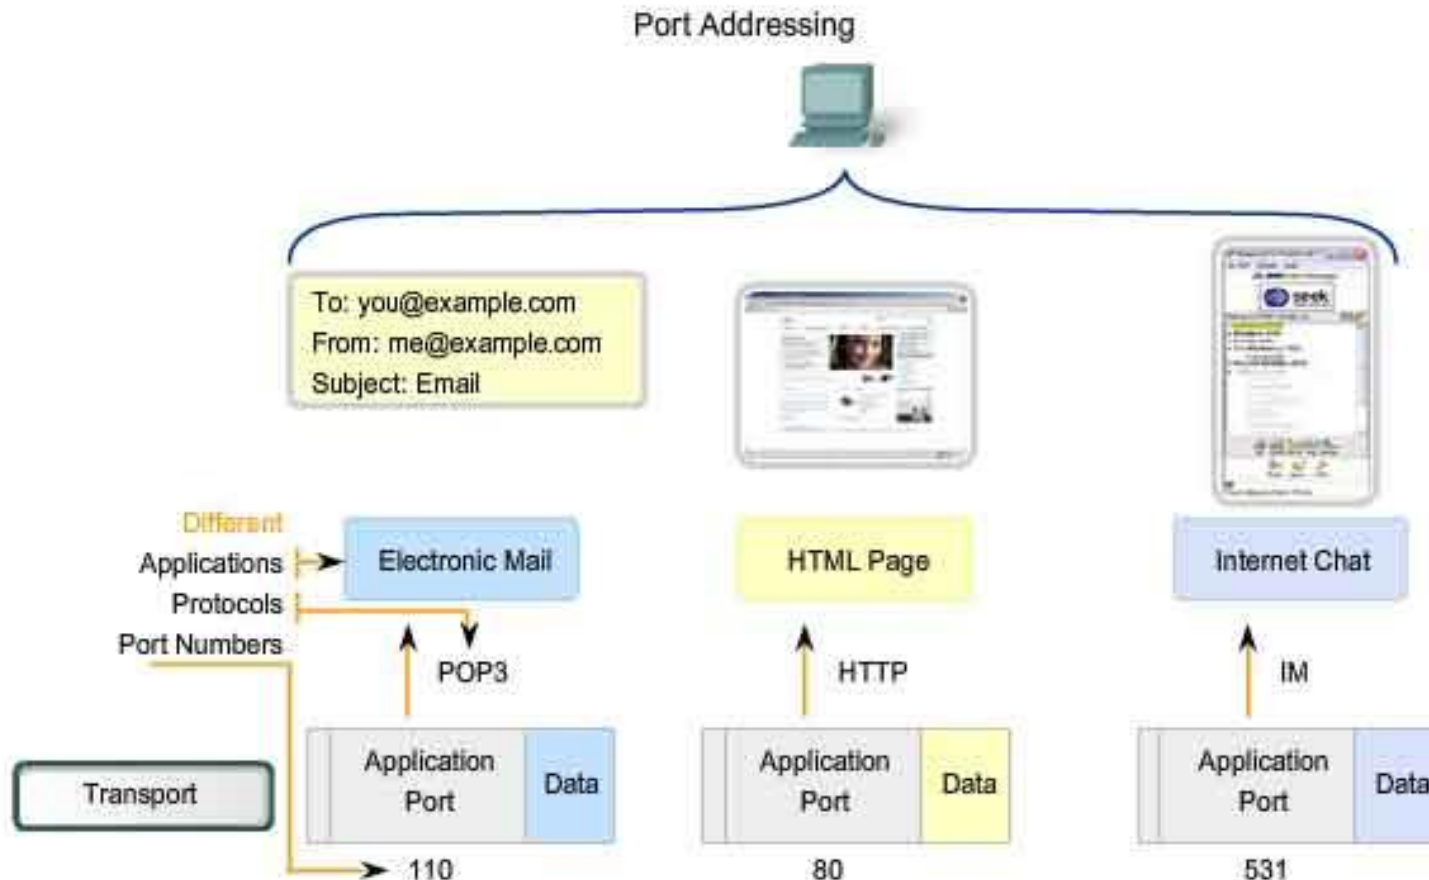 Port Addressing
To: you@example.com
From: me@example.com
Subject: Email
seek
Different
Applications
Protocols
Port Numbers
Electronic Mail
HTML Page
Internet Chat
POP3
HTTP
IM
Transport
Application
Port
Data
Application
Port
Data
Application
Port
Data
110
80
531